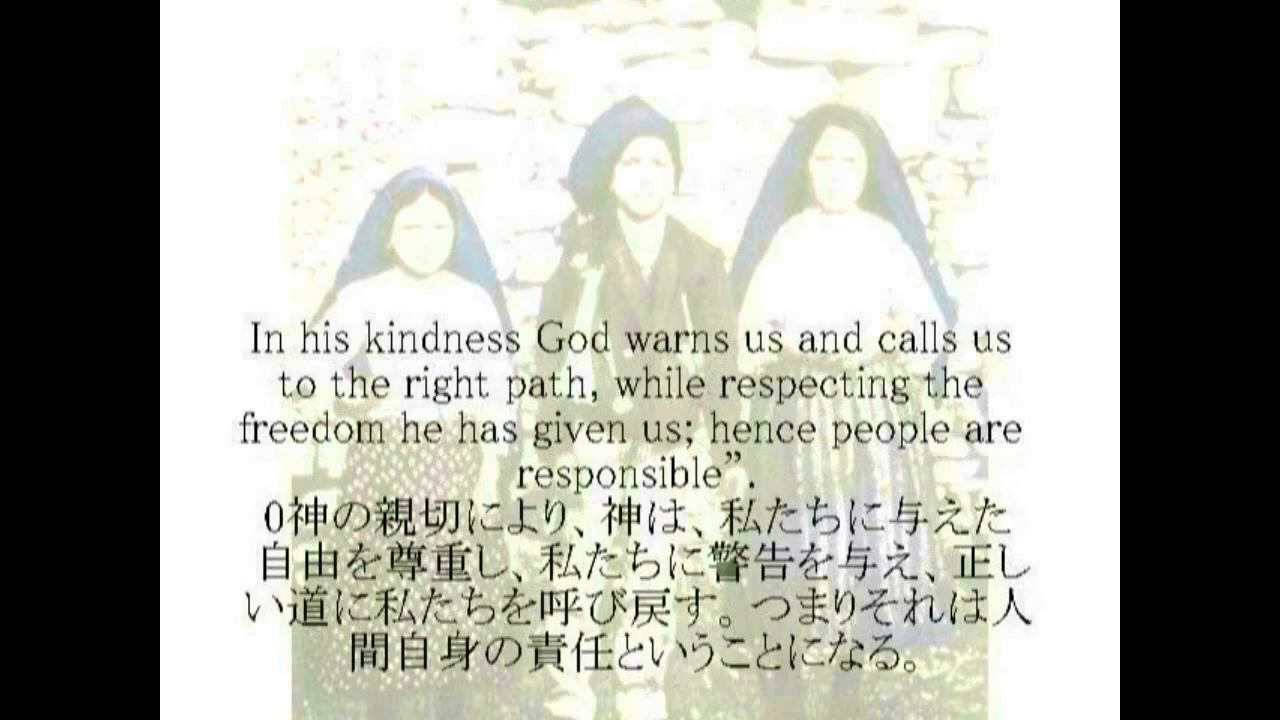 In his kindness God warns us and calls us
to the right path, while respecting the
freedom he has given us; hence people are
responsible”.
0神の親切により、神は、私たちに与えた
自由を尊重し、私たちに警告を与え、正し
い道に私たちを呼び戻す。つまりそれは人
間自身の責任ということになる。